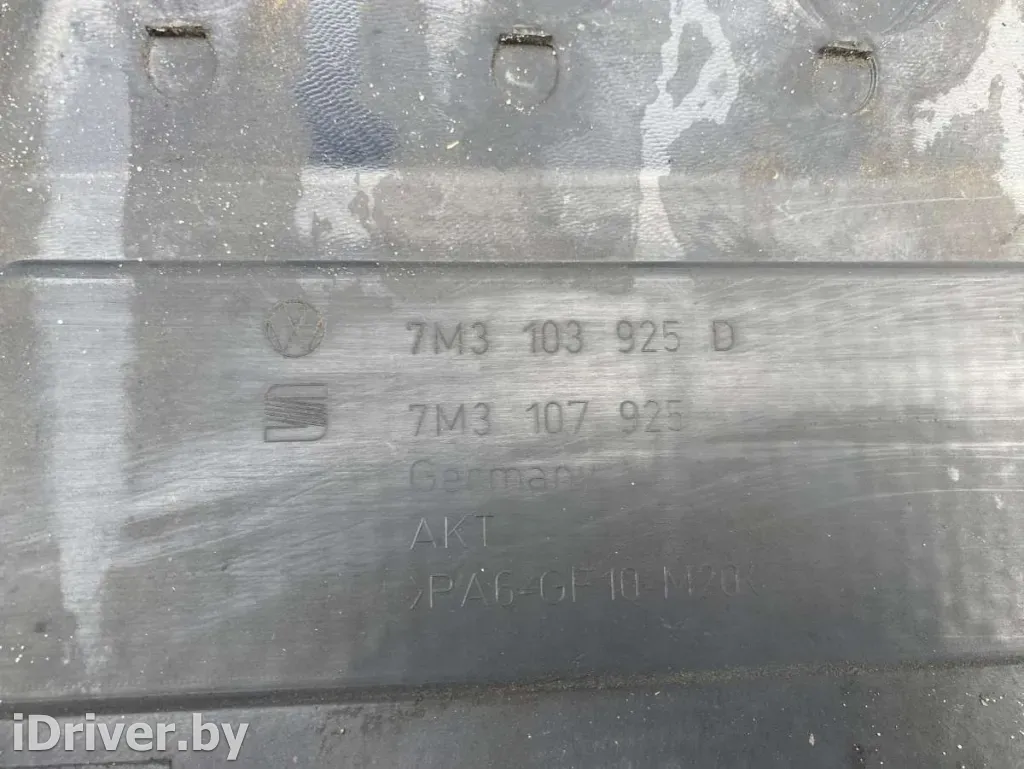 7M3 103 925 D
7M3 107 925
Germany
AKT
>PA6-GF10-M20<
iDriver.by